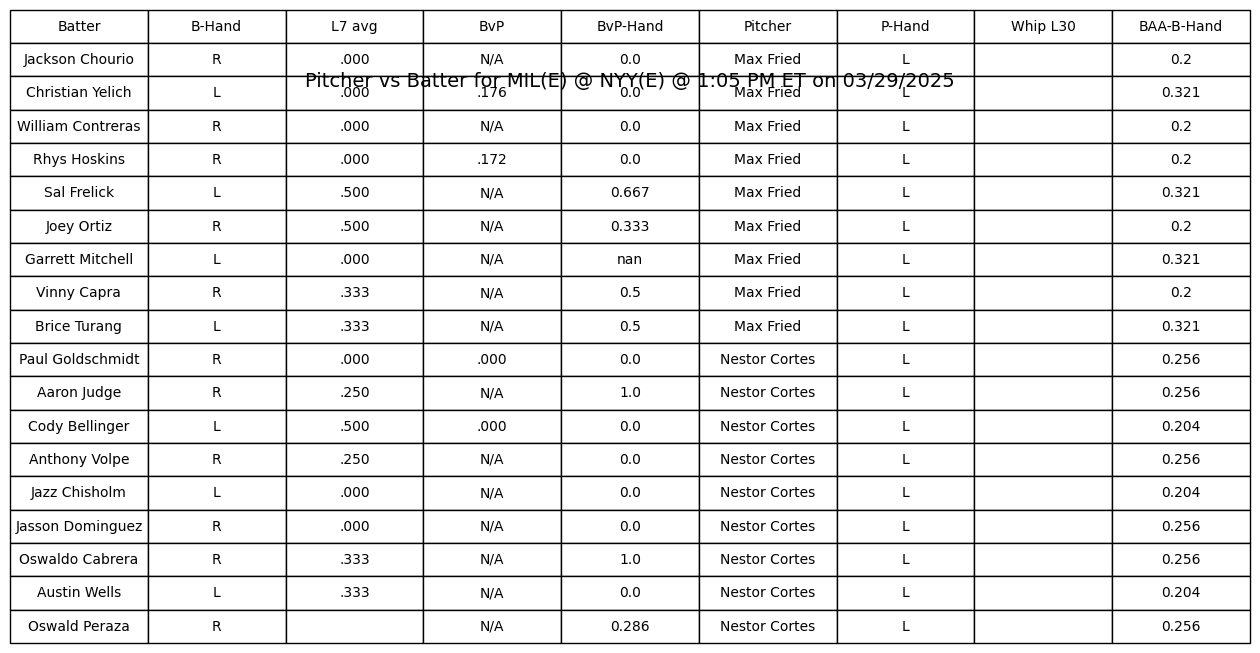 Batter B-Hand L7 avg BvP BvP-Hand Pitcher P-Hand Whip L30 BAA-B-Hand
Jackson Chourio R .000 N/A 0.0 Max Fried L 0.2
Pitcher vs Batter for MIL(E) @ NYY(E) @ 1:05 PM ET on 03/29/2025
Christian Yelich L .000 .176 0.0 Max Fried L 0.321
William Contreras R .000 N/A 0.0 Max Fried L 0.2
Rhys Hoskins R .000 .172 0.0 Max Fried L 0.2
Sal Frelick L .500 N/A 0.667 Max Fried L 0.321
Joey Ortiz R .500 N/A 0.333 Max Fried L 0.2
Garrett Mitchell L .000 N/A nan Max Fried L 0.321
Vinny Capra R .333 N/A 0.5 Max Fried L 0.2
Brice Turang L .333 N/A 0.5 Max Fried L 0.321
Paul Goldschmidt R .000 .000 0.0 Nestor Cortes L 0.256
Aaron Judge R .250 N/A 1.0 Nestor Cortes L 0.256
Cody Bellinger L .500 .000 0.0 Nestor Cortes L 0.204
Anthony Volpe R .250 N/A 0.0 Nestor Cortes L 0.256
Jazz Chisholm L .000 N/A 0.0 Nestor Cortes L 0.204
Jasson Dominguez R .000 N/A 0.0 Nestor Cortes L 0.256
Oswaldo Cabrera R .333 N/A 1.0 Nestor Cortes L 0.256
Austin Wells L .333 N/A 0.0 Nestor Cortes L 0.204
Oswald Peraza R N/A 0.286 Nestor Cortes L 0.256